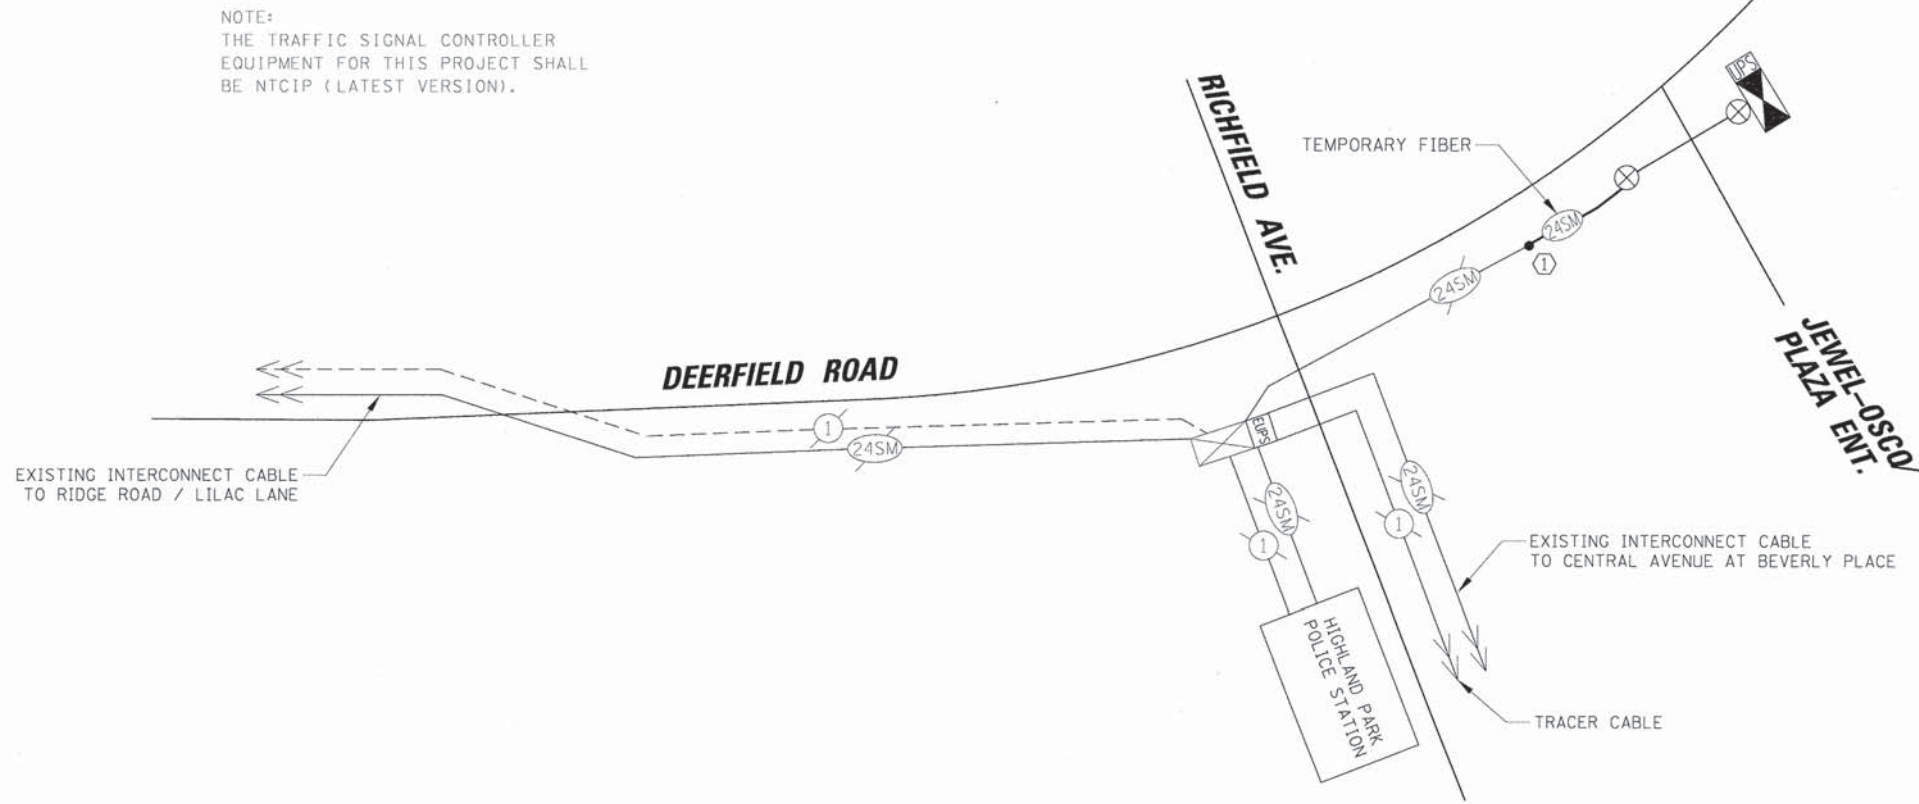 NOTE:
THE TRAFFIC SIGNAL CONTROLLER
EQUIPMENT FOR THIS PROJECT SHALL
BE NTCIP (LATEST VERSION).
UPS
RICHFIELD AVE.
TEMPORARY FIBER
24SM
1
24SM
JEWEL-OSCO/
PLAZA ENT.
DEERFIELD ROAD
1
24SM
EUPS
EXISTING INTERCONNECT CABLE
TO RIDGE ROAD / LILAC LANE
24SM
1
24SM
1
EXISTING INTERCONNECT CABLE
TO CENTRAL AVENUE AT BEVERLY PLACE
HIGHLAND PARK
POLICE STATION
TRACER CABLE